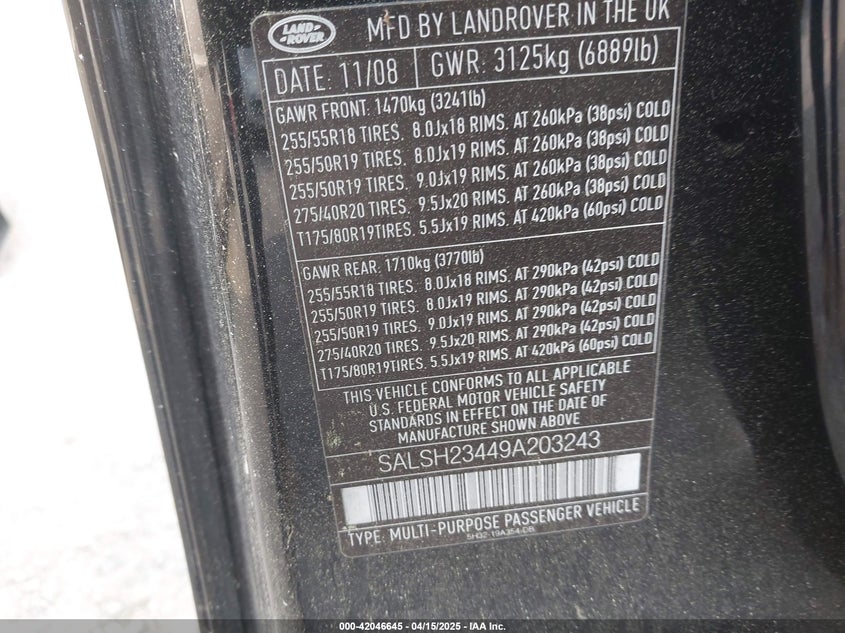 LAND ROVER
MFD BY LANDROVER IN THE UK
DATE: 11/08 GWR: 3125kg (6889lb)
GAWR FRONT: 1470kg (3241lb)
255/55R18 TIRES. 8.0Jx18 RIMS. AT 260kPa (38psi) COLD
255/50R19 TIRES. 8.0Jx19 RIMS. AT 260kPa (38psi) COLD
255/50R19 TIRES. 9.0Jx19 RIMS. AT 260kPa (38psi) COLD
275/40R20 TIRES. 9.5Jx20 RIMS. AT 260kPa (38psi) COLD
T175/80R19TIRES. 5.5Jx19 RIMS. AT 420kPa (60psi) COLD
GAWR REAR: 1710kg (3770lb)
255/55R18 TIRES. 8.0Jx18 RIMS. AT 290kPa (42psi) COLD
255/50R19 TIRES. 8.0Jx19 RIMS. AT 290kPa (42psi) COLD
255/50R19 TIRES. 9.0Jx19 RIMS. AT 290kPa (42psi) COLD
275/40R20 TIRES. 9.5Jx20 RIMS. AT 290kPa (42psi) COLD
T175/80R19TIRES. 5.5Jx19 RIMS. AT 420kPa (60psi) COLD
THIS VEHICLE CONFORMS TO ALL APPLICABLE
U.S. FEDERAL MOTOR VEHICLE SAFETY
STANDARDS IN EFFECT ON THE DATE OF
MANUFACTURE SHOWN ABOVE
SALSH23449A203243
TYPE: MULTI-PURPOSE PASSENGER VEHICLE
5H32-19A354-DB
000-42046645 - 04/15/2025 - IAA Inc.